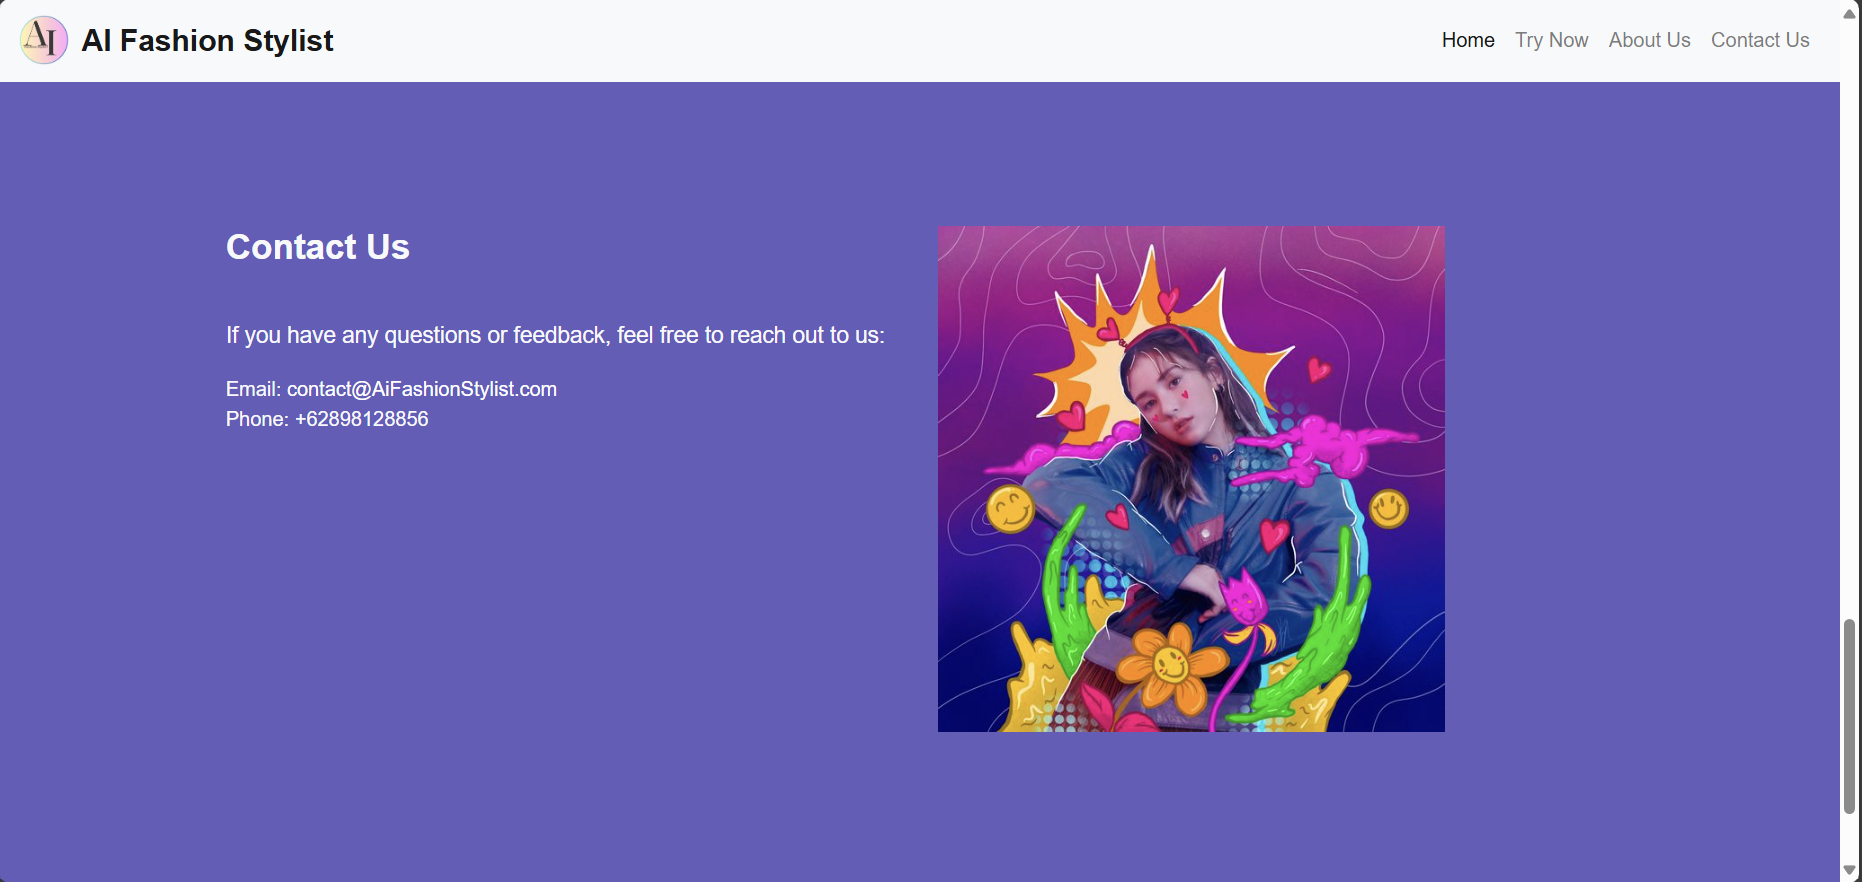 AI
AI Fashion Stylist
Home
Try Now
About Us
Contact Us
Contact Us
If you have any questions or feedback, feel free to reach out to us:
Email: contact@AiFashionStylist.com
Phone: +62898128856